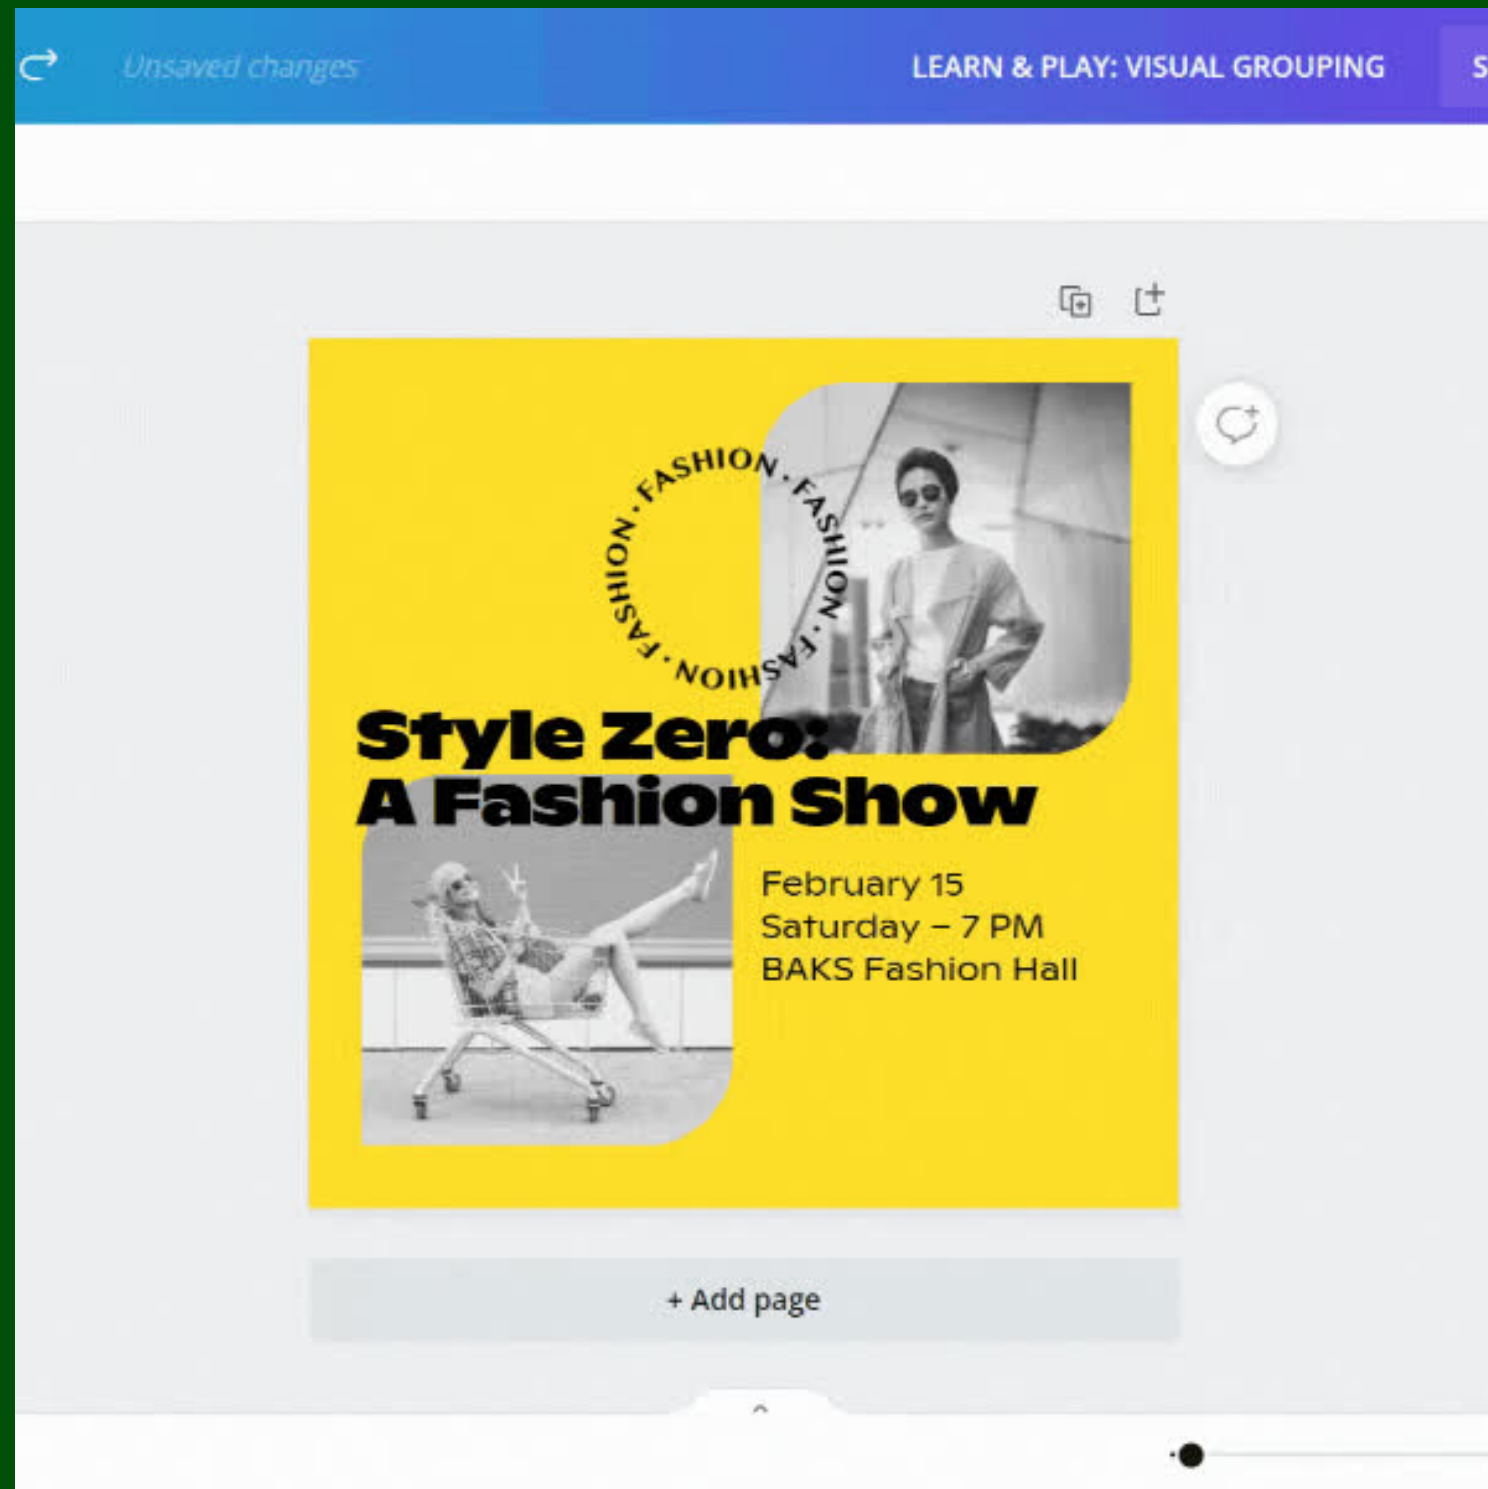 Unsaved changes
LEARN & PLAY: VISUAL GROUPING
S
FASHION · FASHION · FASHION · FASHION ·
Style Zero:
A Fashion Show
February 15
Saturday – 7 PM
BAKS Fashion Hall
+ Add page